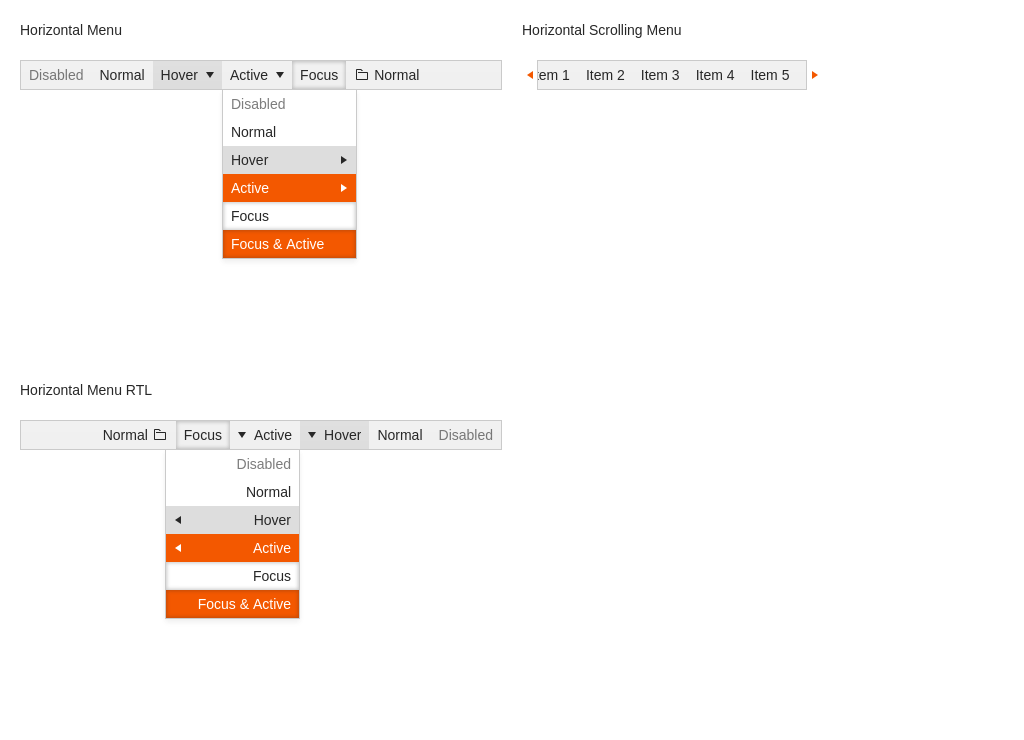 Horizontal Menu
Disabled Normal Hover Active Focus Normal
Disabled
Normal
Hover
Active
Focus
Focus & Active
Horizontal Scrolling Menu
em 1 Item 2 Item 3 Item 4 Item 5
Horizontal Menu RTL
Normal Focus Active Hover Normal Disabled
Disabled
Normal
Hover
Active
Focus
Focus & Active